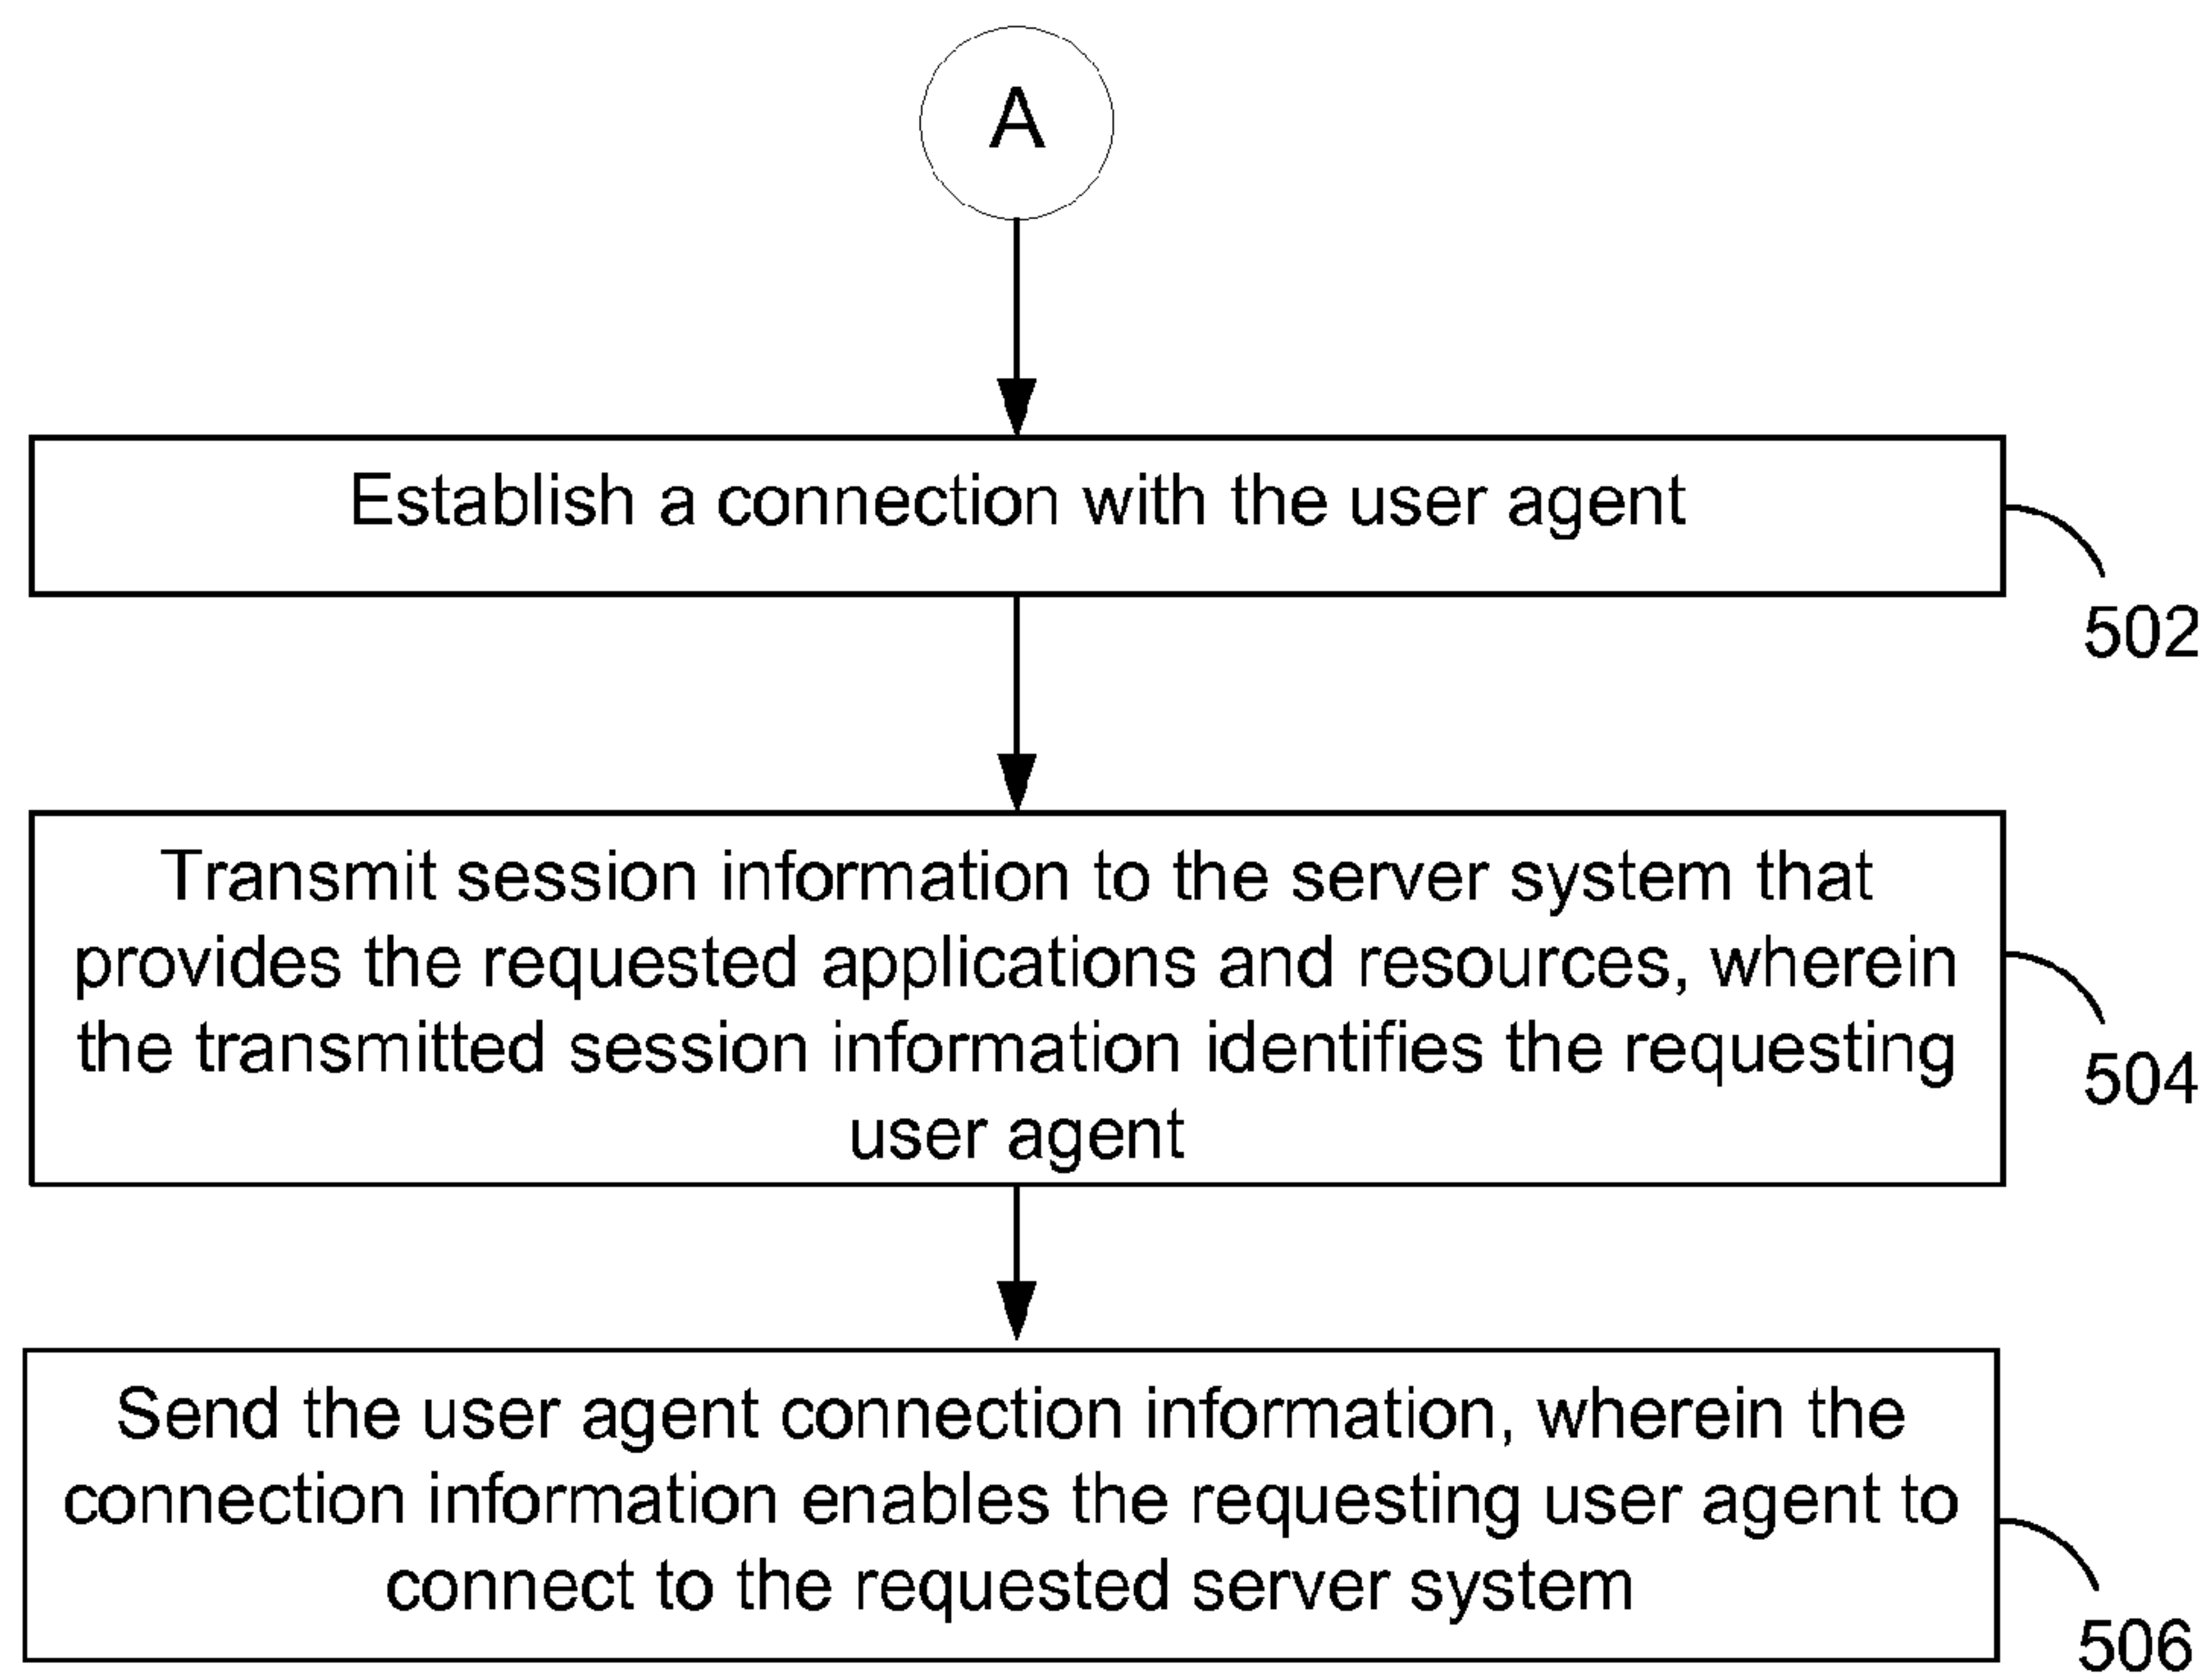 A
Establish a connection with the user agent
502
Transmit session information to the server system that
provides the requested applications and resources, wherein
the transmitted session information identifies the requesting
user agent
504
Send the user agent connection information, wherein the
connection information enables the requesting user agent to
connect to the requested server system
506